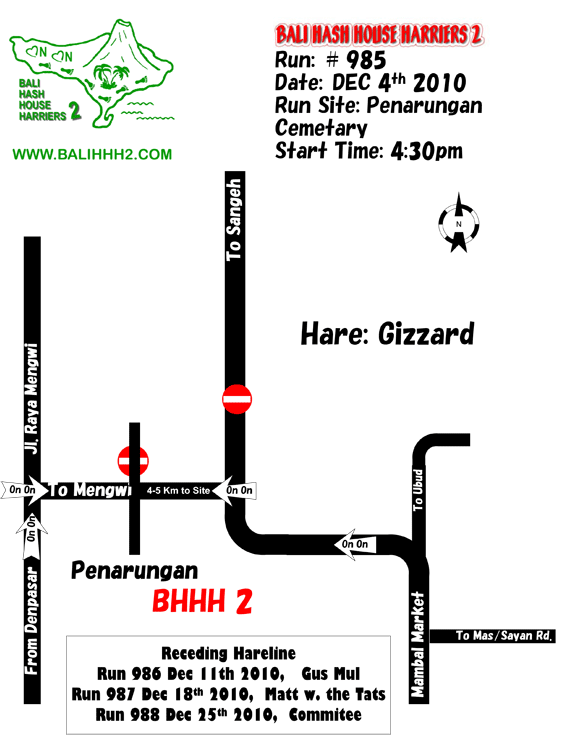 BALI HASH HOUSE HARRIERS 2
Run: # 985
Date: DEC 4th 2010
Run Site: Penarungan
Cemetary
Start Time: 4:30pm
N
N
BALI
HASH
HOUSE
HARRIERS 2
WWW.BALIHHH2.COM
To Sangeh
N
Hare: Gizzard
Jl. Raya Mengwi
On On
To Mengwi
4-5 Km to Site
On On
To Ubud
On On
On On
From Denpasar
Penarungan
BHHH 2
Mambal Market
To Mas/Sayan Rd.
Receding Hareline
Run 986 Dec 11th 2010, Gus Mul
Run 987 Dec 18th 2010, Matt w. the Tats
Run 988 Dec 25th 2010, Commitee